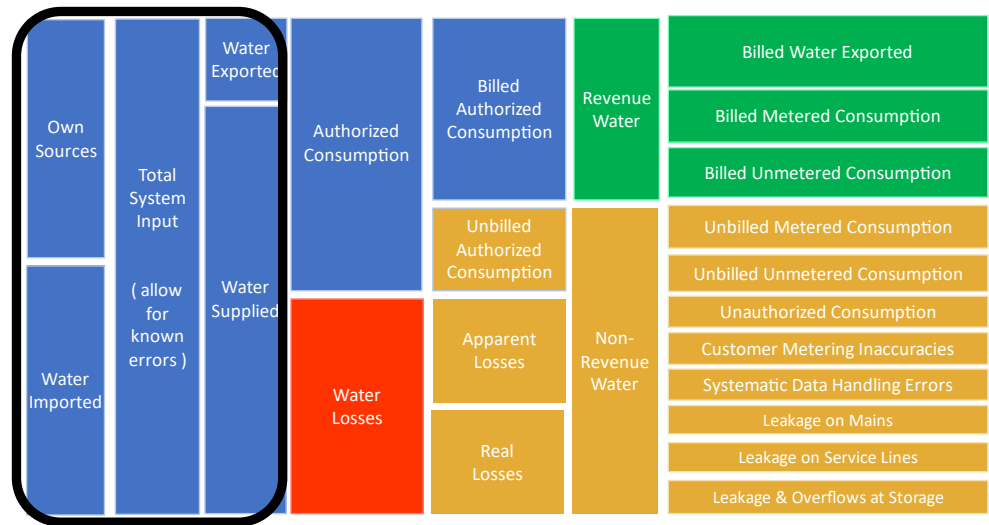 Own
Sources
Water
Imported
Total
System
Input
( allow
for
known
errors )
Water
Exported
Water
Supplied
Authorized
Consumption
Water
Losses
Billed
Authorized
Consumption
Unbilled
Authorized
Consumption
Apparent
Losses
Real
Losses
Revenue
Water
Non-
Revenue
Water
Billed Water Exported
Billed Metered Consumption
Billed Unmetered Consumption
Unbilled Metered Consumption
Unbilled Unmetered Consumption
Unauthorized Consumption
Customer Metering Inaccuracies
Systematic Data Handling Errors
Leakage on Mains
Leakage on Service Lines
Leakage & Overflows at Storage